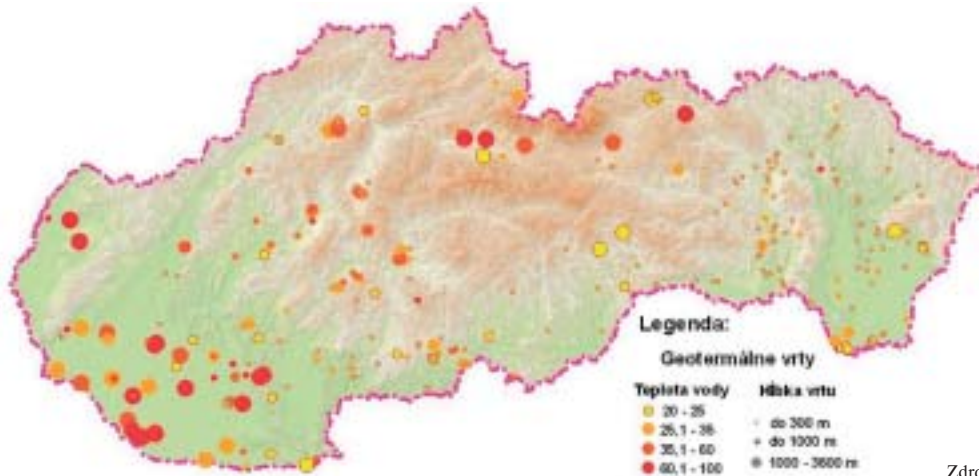 Legenda:
Geotermálne vrty
Teplota vody
20 - 25
25,1 - 35
35,1 - 60
60,1 - 100
Hĺbka vrtu
do 300 m
do 1000 m
1000 - 3600 m
Zdro